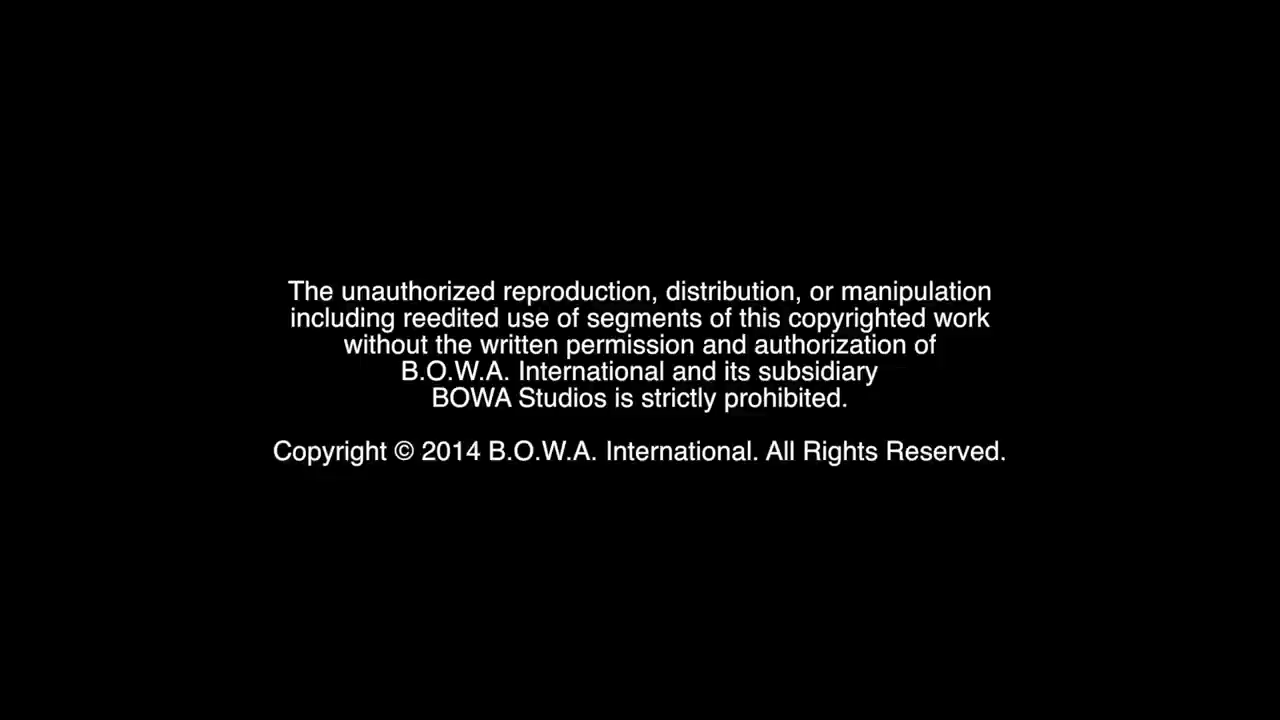 The unauthorized reproduction, distribution, or manipulation
including reedited use of segments of this copyrighted work
without the written permission and authorization of
B.O.W.A. International and its subsidiary
BOWA Studios is strictly prohibited.
Copyright © 2014 B.O.W.A. International. All Rights Reserved.